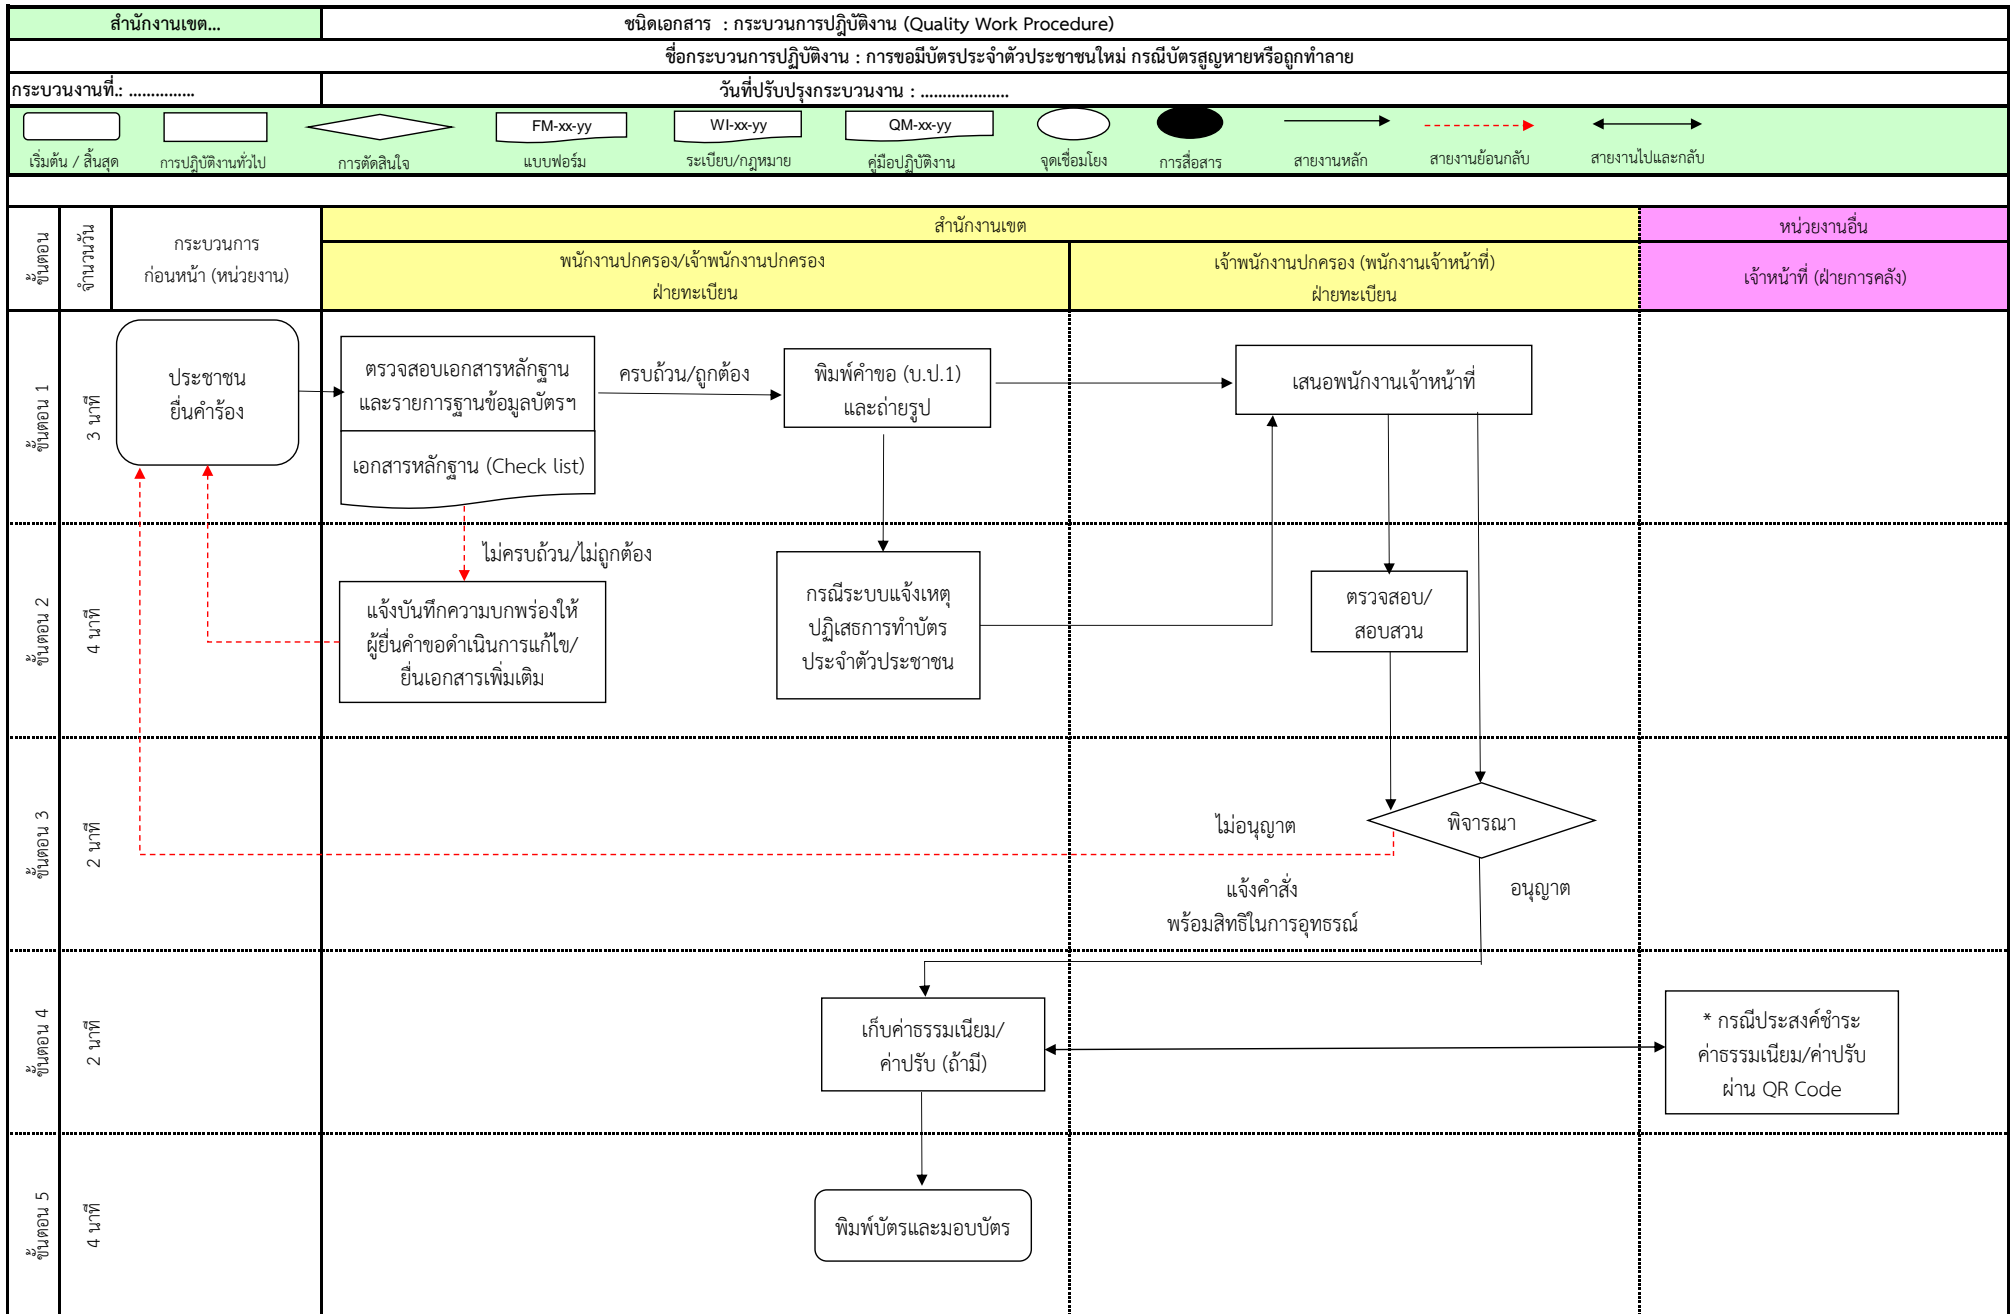 สำนักงานเขต...
ชนิดเอกสาร : กระบวนการปฏิบัติงาน (Quality Work Procedure)
ชื่อกระบวนการปฏิบัติงาน : การขอมีบัตรประจำตัวประชาชนใหม่ กรณีบัตรสูญหายหรือถูกทำลาย
กระบวนงานที่.: ...............
วันที่ปรับปรุงกระบวนงาน : ....................
FM-xx-yy
WI-xx-yy
QM-xx-yy
เริ่มต้น / สิ้นสุด
การปฏิบัติงานทั่วไป
การตัดสินใจ
แบบฟอร์ม
ระเบียบ/กฎหมาย
คู่มือปฏิบัติงาน
จุดเชื่อมโยง
การสื่อสาร
สายงานหลัก
สายงานย้อนกลับ
สายงานไปและกลับ
ขั้นตอน
จำนวนวัน
กระบวนการ
ก่อนหน้า (หน่วยงาน)
สำนักงานเขต
หน่วยงานอื่น
พนักงานปกครอง/เจ้าพนักงานปกครอง
ฝ่ายทะเบียน
เจ้าพนักงานปกครอง (พนักงานเจ้าหน้าที่)
ฝ่ายทะเบียน
เจ้าหน้าที่ (ฝ่ายการคลัง)
ขั้นตอน 1
3 นาที
ประชาชน
ยื่นคำร้อง
ตรวจสอบเอกสารหลักฐาน
และรายการฐานข้อมูลบัตรฯ
เอกสารหลักฐาน (Check list)
ครบถ้วน/ถูกต้อง
พิมพ์คำขอ (บ.ป.1)
และถ่ายรูป
เสนอพนักงานเจ้าหน้าที่
ขั้นตอน 2
4 นาที
ไม่ครบถ้วน/ไม่ถูกต้อง
แจ้งบันทึกความบกพร่องให้
ผู้ยื่นคำขอดำเนินการแก้ไข/
ยื่นเอกสารเพิ่มเติม
กรณีระบบแจ้งเหตุ
ปฏิเสธการทำบัตร
ประจำตัวประชาชน
ตรวจสอบ/
สอบสวน
ขั้นตอน 3
2 นาที
ไม่อนุญาต
พิจารณา
แจ้งคำสั่ง
พร้อมสิทธิในการอุทธรณ์
อนุญาต
ขั้นตอน 4
2 นาที
เก็บค่าธรรมเนียม/
ค่าปรับ (ถ้ามี)
* กรณีประสงค์ชำระ
ค่าธรรมเนียม/ค่าปรับ
ผ่าน QR Code
ขั้นตอน 5
4 นาที
พิมพ์บัตรและมอบบัตร